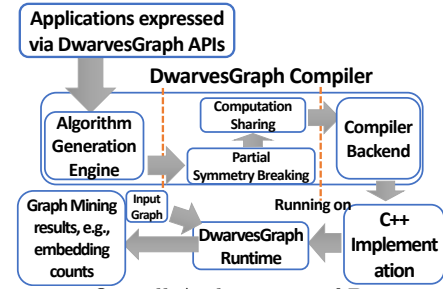 Applications expressed
via DwarvesGraph APIs
DwarvesGraph Compiler
Algorithm
Generation
Engine
Computation
Sharing
Partial
Symmetry Breaking
Compiler
Backend
Graph Mining
results, e.g.,
embedding
counts
Input
Graph
DwarvesGraph
Runtime
Running on
C++
Implement
ation